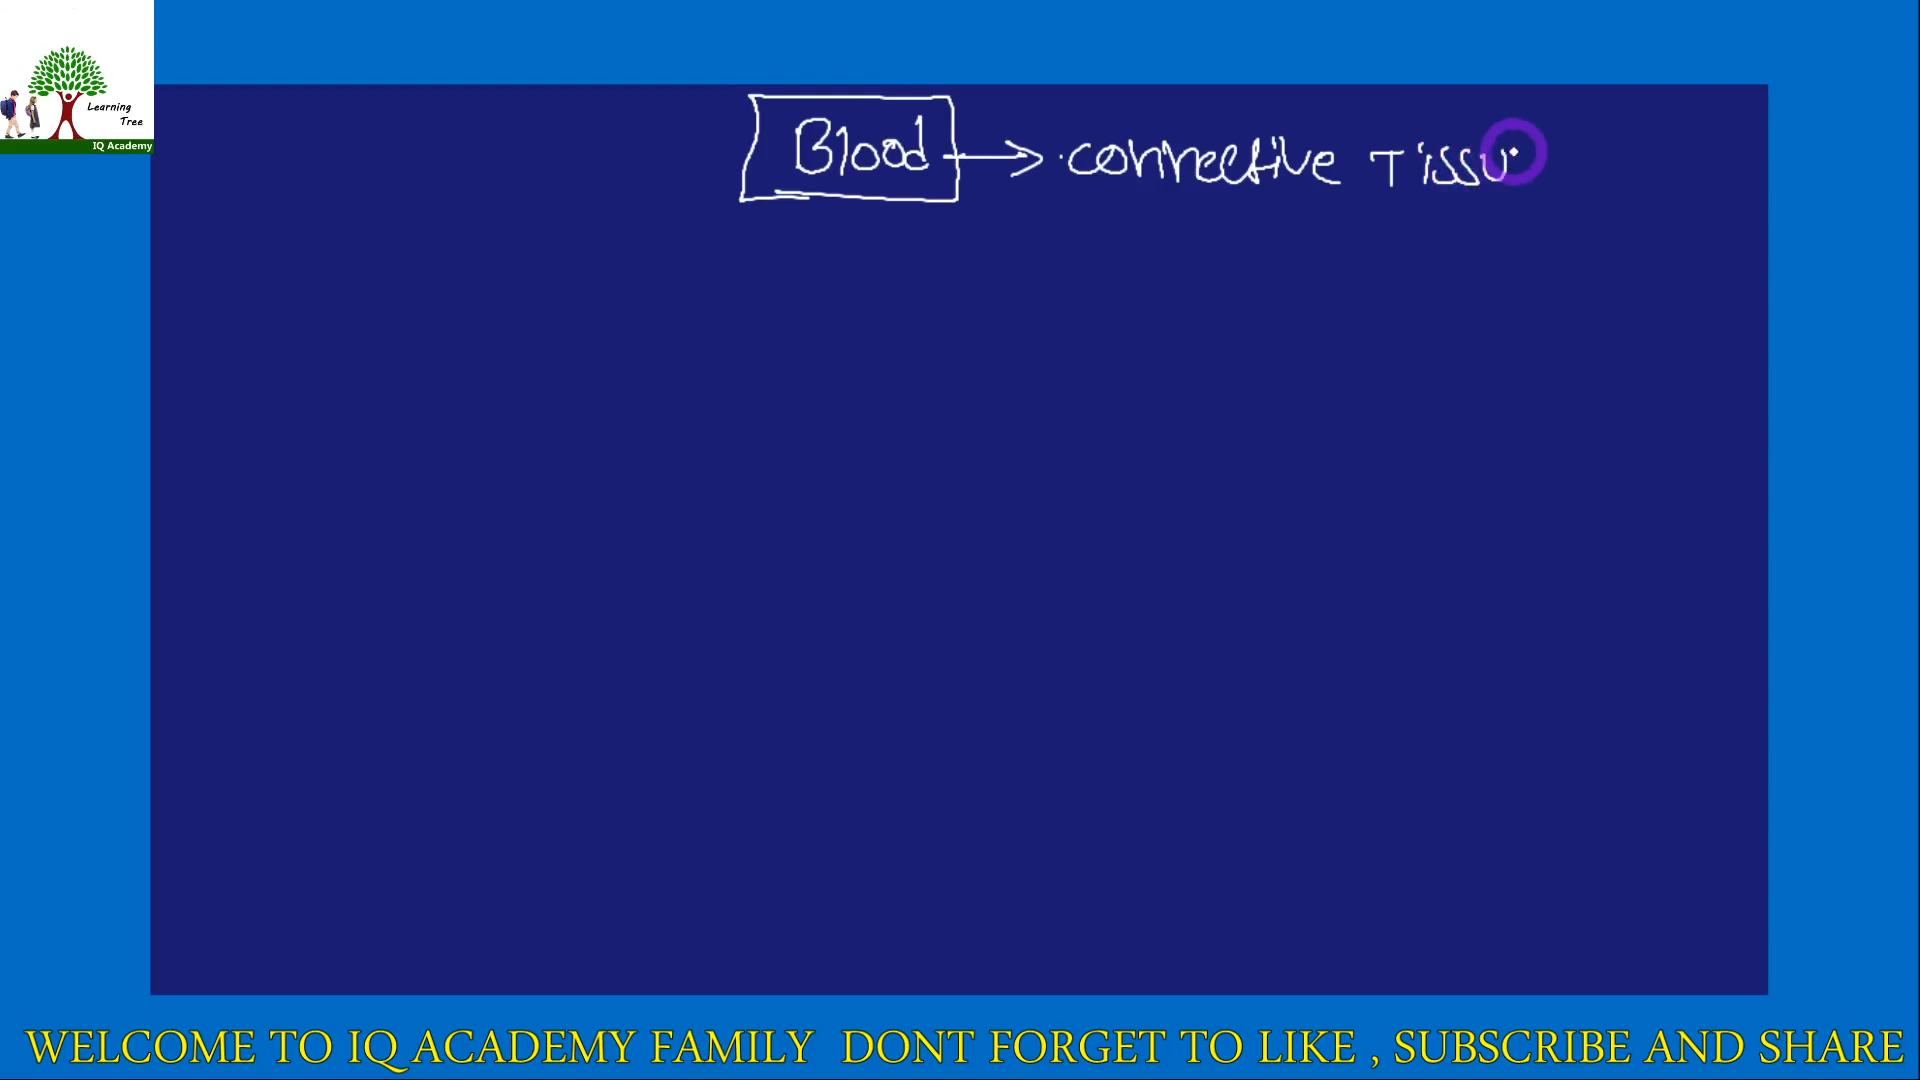 Learning
Tree
IQ Academy
Blood → connective Tissu
WELCOME TO IQ ACADEMY FAMILY DONT FORGET TO LIKE , SUBSCRIBE AND SHARE